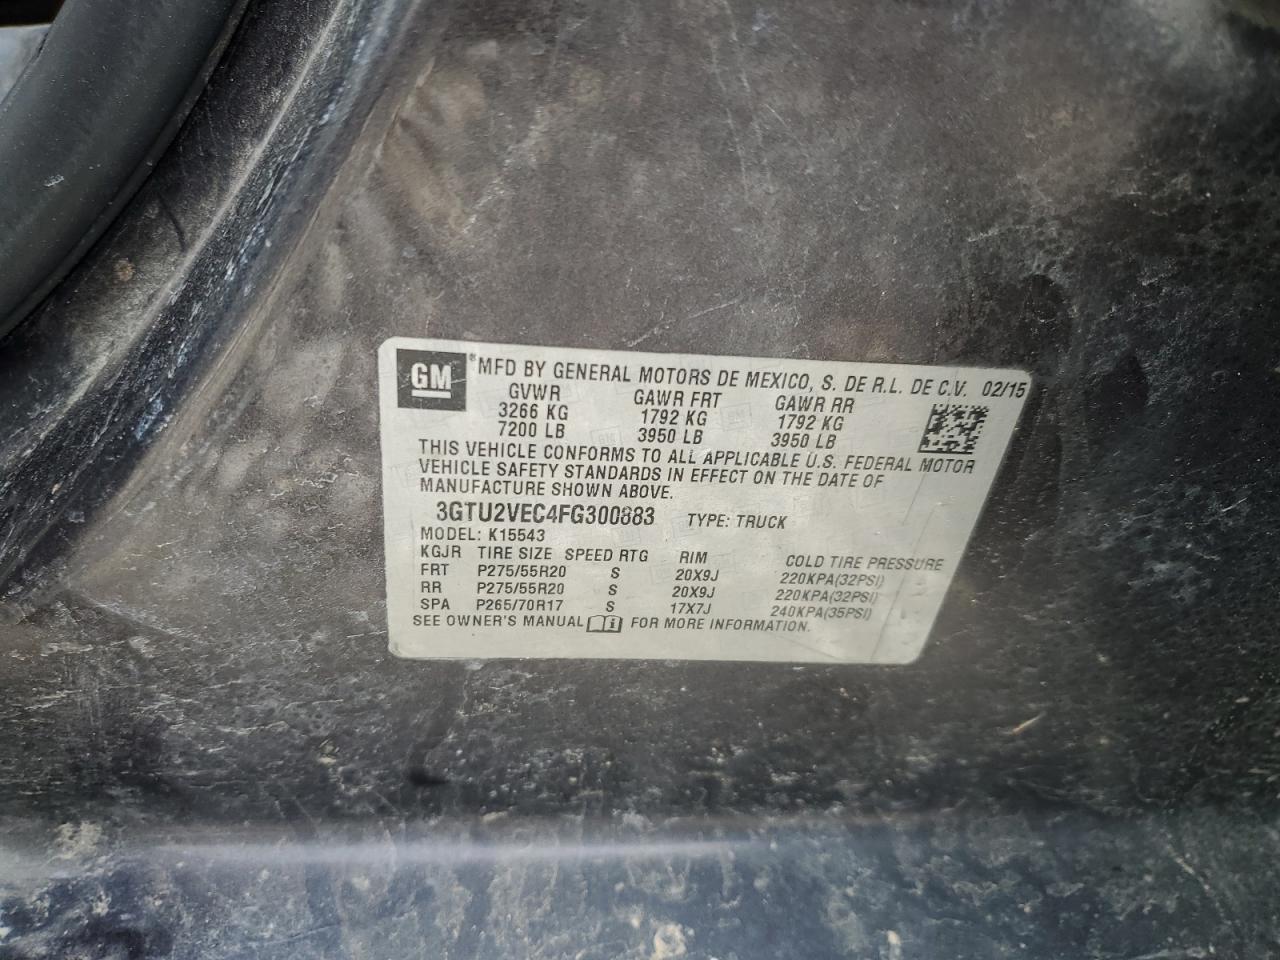 GM ® MFD BY GENERAL MOTORS DE MEXICO, S. DE R.L. DE C.V. 02/15
GVWR GAWR FRT GAWR RR
3266 KG 1792 KG 1792 KG
7200 LB 3950 LB 3950 LB
THIS VEHICLE CONFORMS TO ALL APPLICABLE U.S. FEDERAL MOTOR
VEHICLE SAFETY STANDARDS IN EFFECT ON THE DATE OF
MANUFACTURE SHOWN ABOVE.
3GTU2VEC4FG300883 TYPE: TRUCK
MODEL: K15543
KGJR TIRE SIZE SPEED RTG RIM COLD TIRE PRESSURE
FRT P275/55R20 S 20X9J 220KPA(32PSI)
RR P275/55R20 S 20X9J 220KPA(32PSI)
SPA P265/70R17 S 17X7J 240KPA(35PSI)
SEE OWNER'S MANUAL FOR MORE INFORMATION.